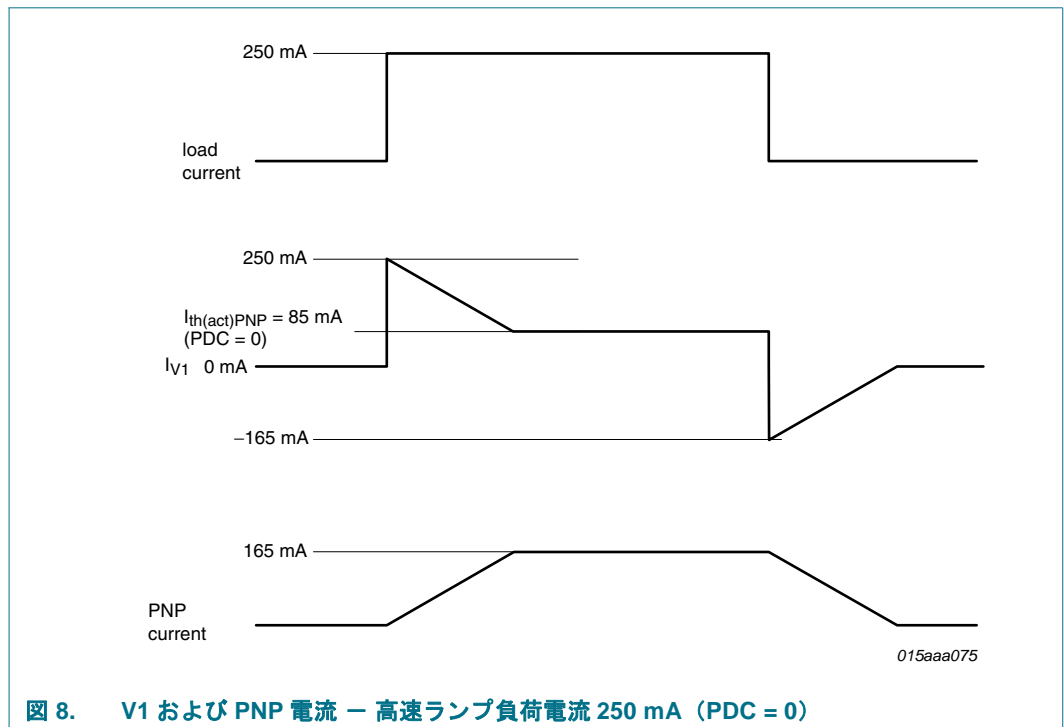 250 mA
load
current
250 mA
Ith(act)PNP = 85 mA
(PDC = 0)
IV1 0 mA
−165 mA
165 mA
PNP
current
015aaa075
図 8. V1 および PNP 電流 － 高速ランプ負荷電流 250 mA（PDC = 0）